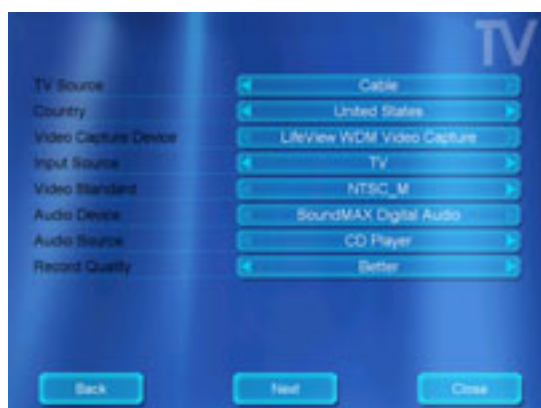 TV
TV Source Cable
Country United States
Video Capture Device LifeView WDM Video Capture
Input Source TV
Video Standard NTSC_M
Audio Device SoundMAX Digital Audio
Audio Source CD Player
Record Quality Better
Back Next Close